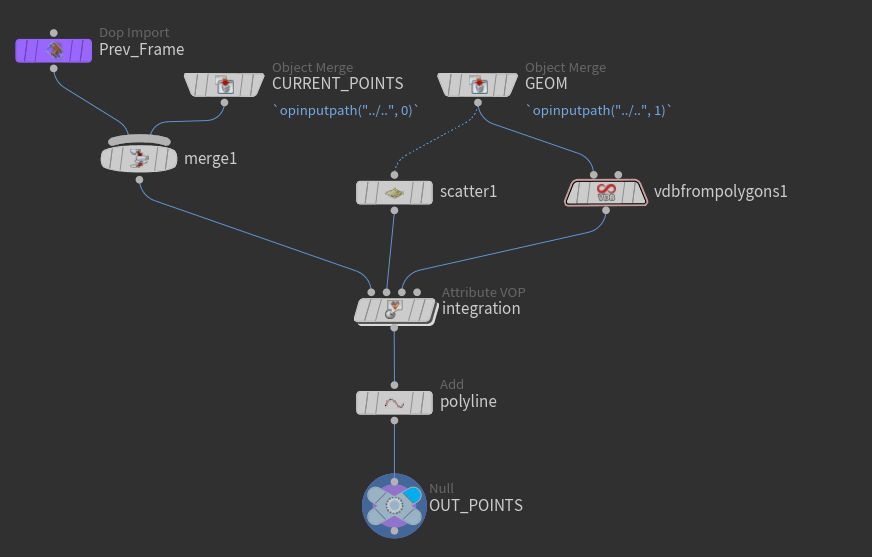 Dop Import
Prev_Frame
Object Merge
CURRENT_POINTS
`opinputpath("../..", 0)`
Object Merge
GEOM
`opinputpath("../..", 1)`
merge1
scatter1
VDB
vdbfrompolygons1
Attribute VOP
integration
Add
polyline
Null
OUT_POINTS